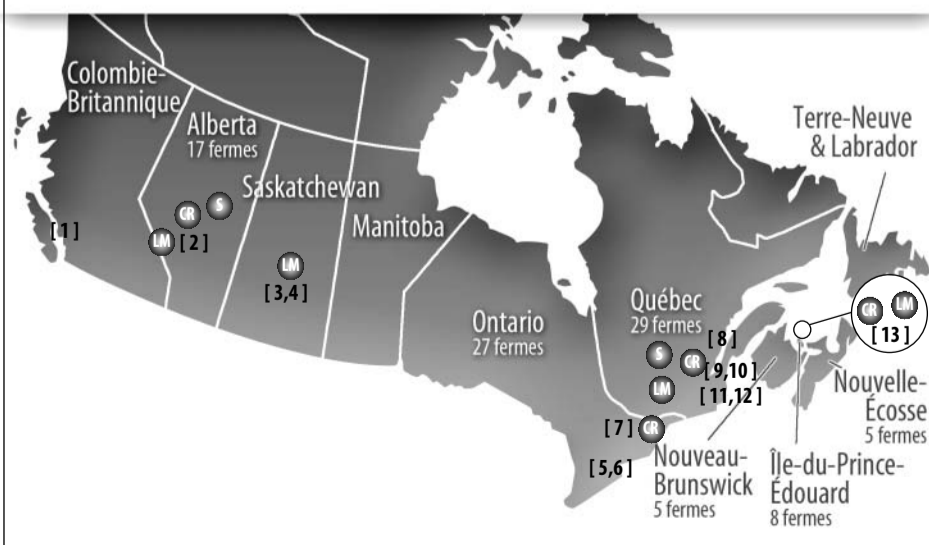 Colombie-
Britannique
Alberta
17 fermes
Saskatchewan
Manitoba
Terre-Neuve
& Labrador
S
CR
LM
[ 1 ]
[ 2 ]
LM
[ 3,4 ]
Ontario
27 fermes
Québec
29 fermes
CR
LM
[ 13 ]
[ 8 ]
S
CR
[ 9,10 ]
LM
[ 11,12 ]
Nouvelle-
Écosse
5 fermes
[ 7 ]
CR
[ 5,6 ]
Nouveau-
Brunswick
5 fermes
Île-du-Prince-
Édouard
8 fermes